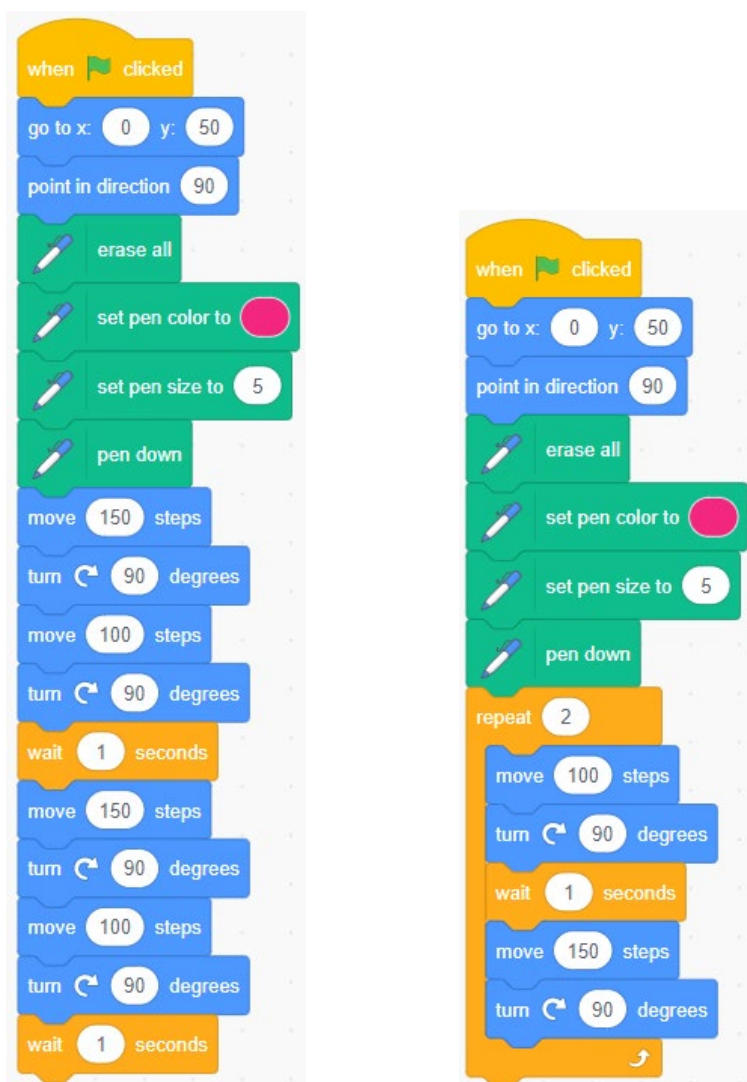 when clicked
go to x: 0 y: 50
point in direction 90
erase all
set pen color to
set pen size to 5
pen down
move 150 steps
turn 90 degrees
move 100 steps
turn 90 degrees
wait 1 seconds
move 150 steps
turn 90 degrees
move 100 steps
turn 90 degrees
wait 1 seconds
when clicked
go to x: 0 y: 50
point in direction 90
erase all
set pen color to
set pen size to 5
pen down
repeat 2
move 100 steps
turn 90 degrees
wait 1 seconds
move 150 steps
turn 90 degrees